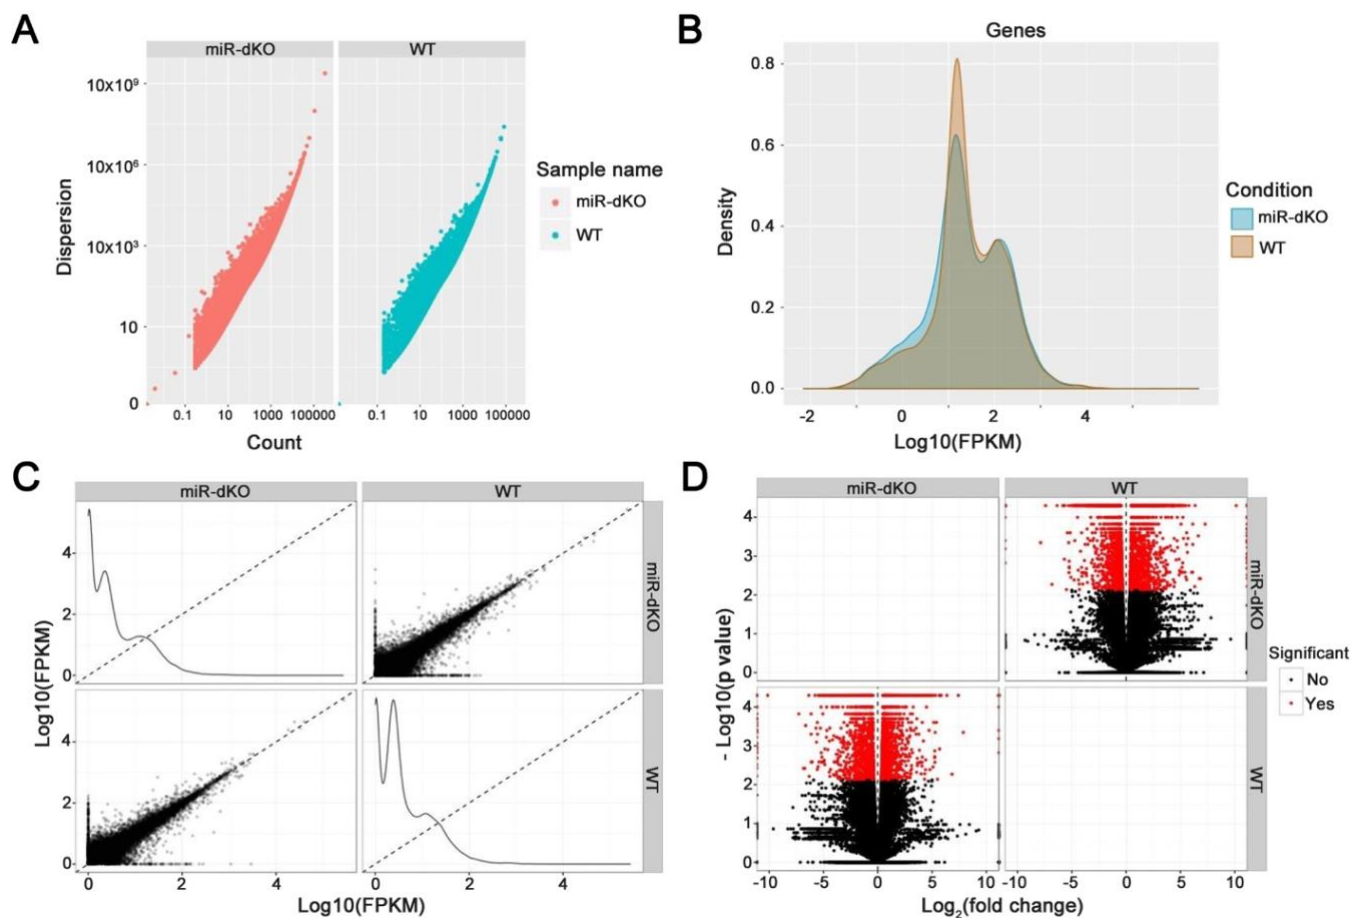 A
miR-dKO WT
10x10⁹
10x10⁶
10x10³
10
0
Dispersion
0.1 10 1000 100000 0.1 10 1000 100000
Count
Sample name
miR-dKO
WT
B
Genes
0.8
0.6
0.4
0.2
0.0
Density
-2 0 2 4
Log10(FPKM)
Condition
miR-dKO
WT
C
miR-dKO WT
4
2
0
miR-dKO
Log10(FPKM)
4
2
0
WT
0 2 4 0 2 4
Log10(FPKM)
D
miR-dKO WT
4
3
2
1
0
miR-dKO
- Log10(p value)
4
3
2
1
0
WT
-10 -5 0 5 10 -10 -5 0 5 10
Log₂(fold change)
Significant
No
Yes